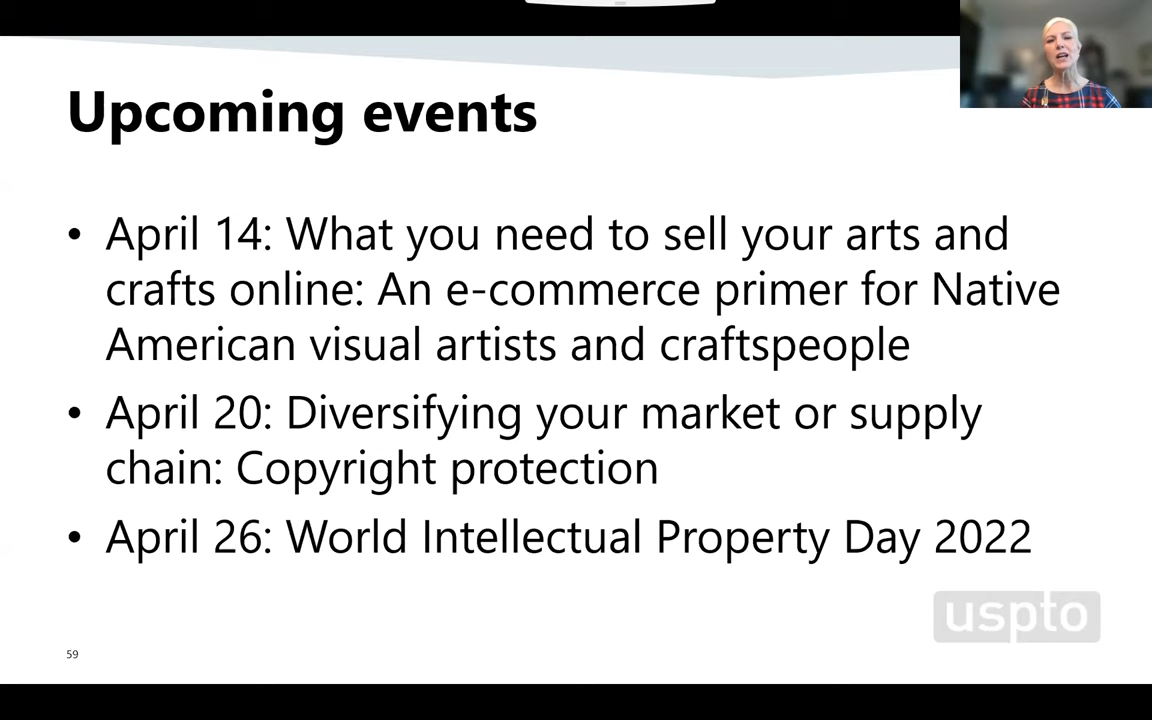 Upcoming events
• April 14: What you need to sell your arts and
crafts online: An e-commerce primer for Native
American visual artists and craftspeople
• April 20: Diversifying your market or supply
chain: Copyright protection
• April 26: World Intellectual Property Day 2022
uspto
59